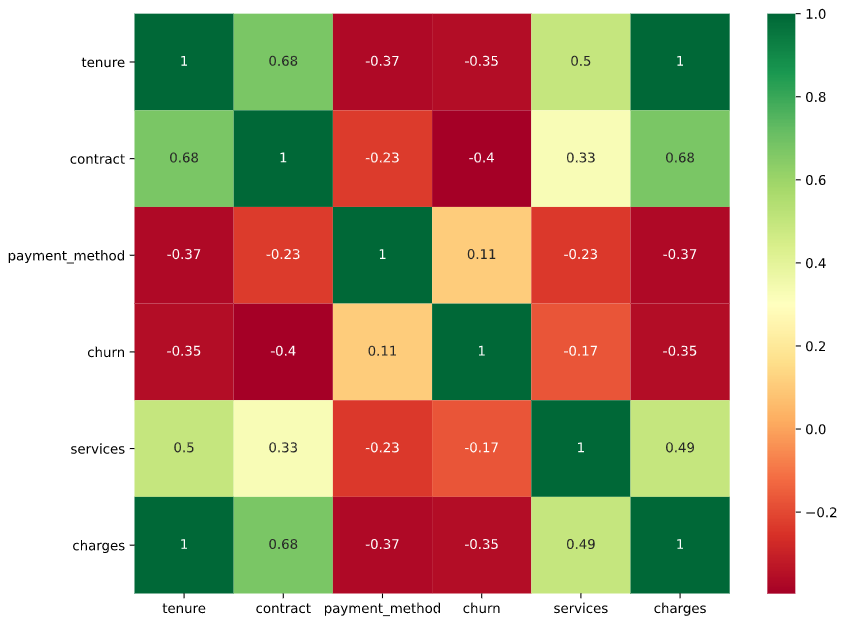 1.0
tenure 1 0.68 -0.37 -0.35 0.5 1
0.8
contract 0.68 1 -0.23 -0.4 0.33 0.68
0.6
payment_method -0.37 -0.23 1 0.11 -0.23 -0.37
0.4
churn -0.35 -0.4 0.11 1 -0.17 -0.35
0.2
services 0.5 0.33 -0.23 -0.17 1 0.49
0.0
−0.2
charges 1 0.68 -0.37 -0.35 0.49 1
tenure contract payment_method churn services charges